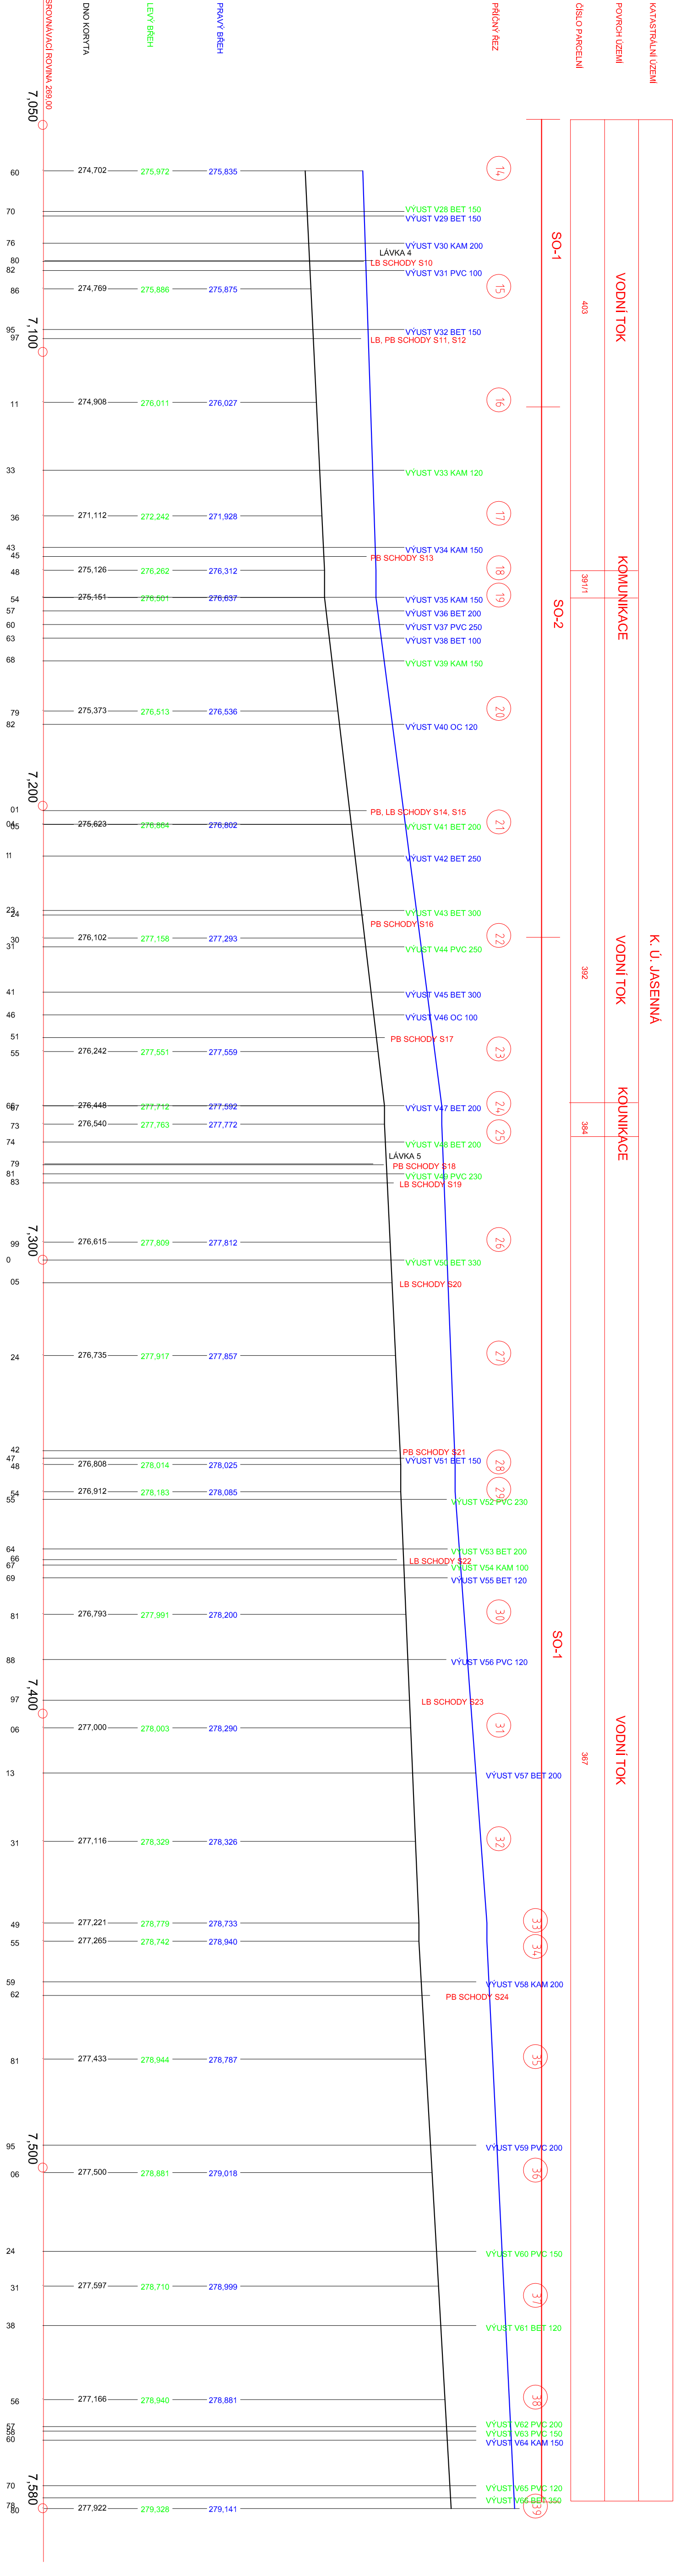 KATASTRÁLNÍ ÚZEMÍ
POVRCH ÚZEMÍ
ČÍSLO PARCELNÍ
PŘÍČNÝ ŘEZ
PRAVÝ BŘEH
LEVÝ BŘEH
DNO KORYTA
SROVNÁVACÍ ROVINA 269,00
K. Ú. JASENNÁ
VODNÍ TOK
KOMUNIKACE
VODNÍ TOK
KOUNIKACE
VODNÍ TOK
403
391/1
392
384
367
SO-1
SO-2
SO-1
7,050
60 274,702 275,972 275,835 14
70 VÝUST V28 BET 150
VÝUST V29 BET 150
76 VÝUST V30 KAM 200
LÁVKA 4
80 LB SCHODY S10
82 VÝUST V31 PVC 100
86 274,769 275,886 275,875 15
95 VÝUST V32 BET 150
97 LB, PB SCHODY S11, S12
7,100
11 274,908 276,011 276,027 16
33 VÝUST V33 KAM 120
36 271,112 272,242 271,928 17
43 VÝUST V34 KAM 150
45 PB SCHODY S13
48 275,126 276,262 276,312 18
54 275,151 276,501 276,637 VÝUST V35 KAM 150 19
57 VÝUST V36 BET 200
60 VÝUST V37 PVC 250
63 VÝUST V38 BET 100
68 VÝUST V39 KAM 150
79 275,373 276,513 276,536 20
82 VÝUST V40 OC 120
7,200
01 PB, LB SCHODY S14, S15
04 05 275,623 276,802 VÝUST V41 BET 200 21
11 VÝUST V42 BET 250
23 VÝUST V43 BET 300
24 PB SCHODY S16
30 276,102 277,158 277,293 22
31 VÝUST V44 PVC 250
41 VÝUST V45 BET 300
46 VÝUST V46 OC 100
51 PB SCHODY S17
55 276,242 277,551 277,559 23
66 67 276,448 277,712 277,592 VÝUST V47 BET 200 24
73 276,540 277,763 277,772 25
74 VÝUST V48 BET 200
LÁVKA 5
79 PB SCHODY S18
81 VÝUST V49 PVC 230
83 LB SCHODY S19
99 276,615 277,809 277,812 26
7,300
0 VÝUST V50 BET 330
05 LB SCHODY S20
24 276,735 277,917 277,857 27
42 PB SCHODY S21
47 VÝUST V51 BET 150
48 276,808 278,014 278,025 28
54 276,912 278,183 278,085 29
55 VÝUST V52 PVC 230
64 VÝUST V53 BET 200
66 LB SCHODY S22
67 VÝUST V54 KAM 100
69 VÝUST V55 BET 120
81 276,793 277,991 278,200 30
88 VÝUST V56 PVC 120
97 LB SCHODY S23
7,400
06 277,000 278,003 278,290 31
13 VÝUST V57 BET 200
31 277,116 278,329 278,326 32
49 277,221 278,779 278,733 33
55 277,265 278,742 278,940 34
59 VÝUST V58 KAM 200
62 PB SCHODY S24
81 277,433 278,944 278,787 35
95 VÝUST V59 PVC 200
7,500
06 277,500 278,881 279,018 36
24 VÝUST V60 PVC 150
31 277,597 278,710 278,999 37
38 VÝUST V61 BET 120
56 277,166 278,940 278,881 38
57 VÝUST V62 PVC 200
58 VÝUST V63 PVC 150
60 VÝUST V64 KAM 150
70 VÝUST V65 PVC 120
78 VÝUST V65 BET 350
7,580
80 277,922 279,328 279,141 39